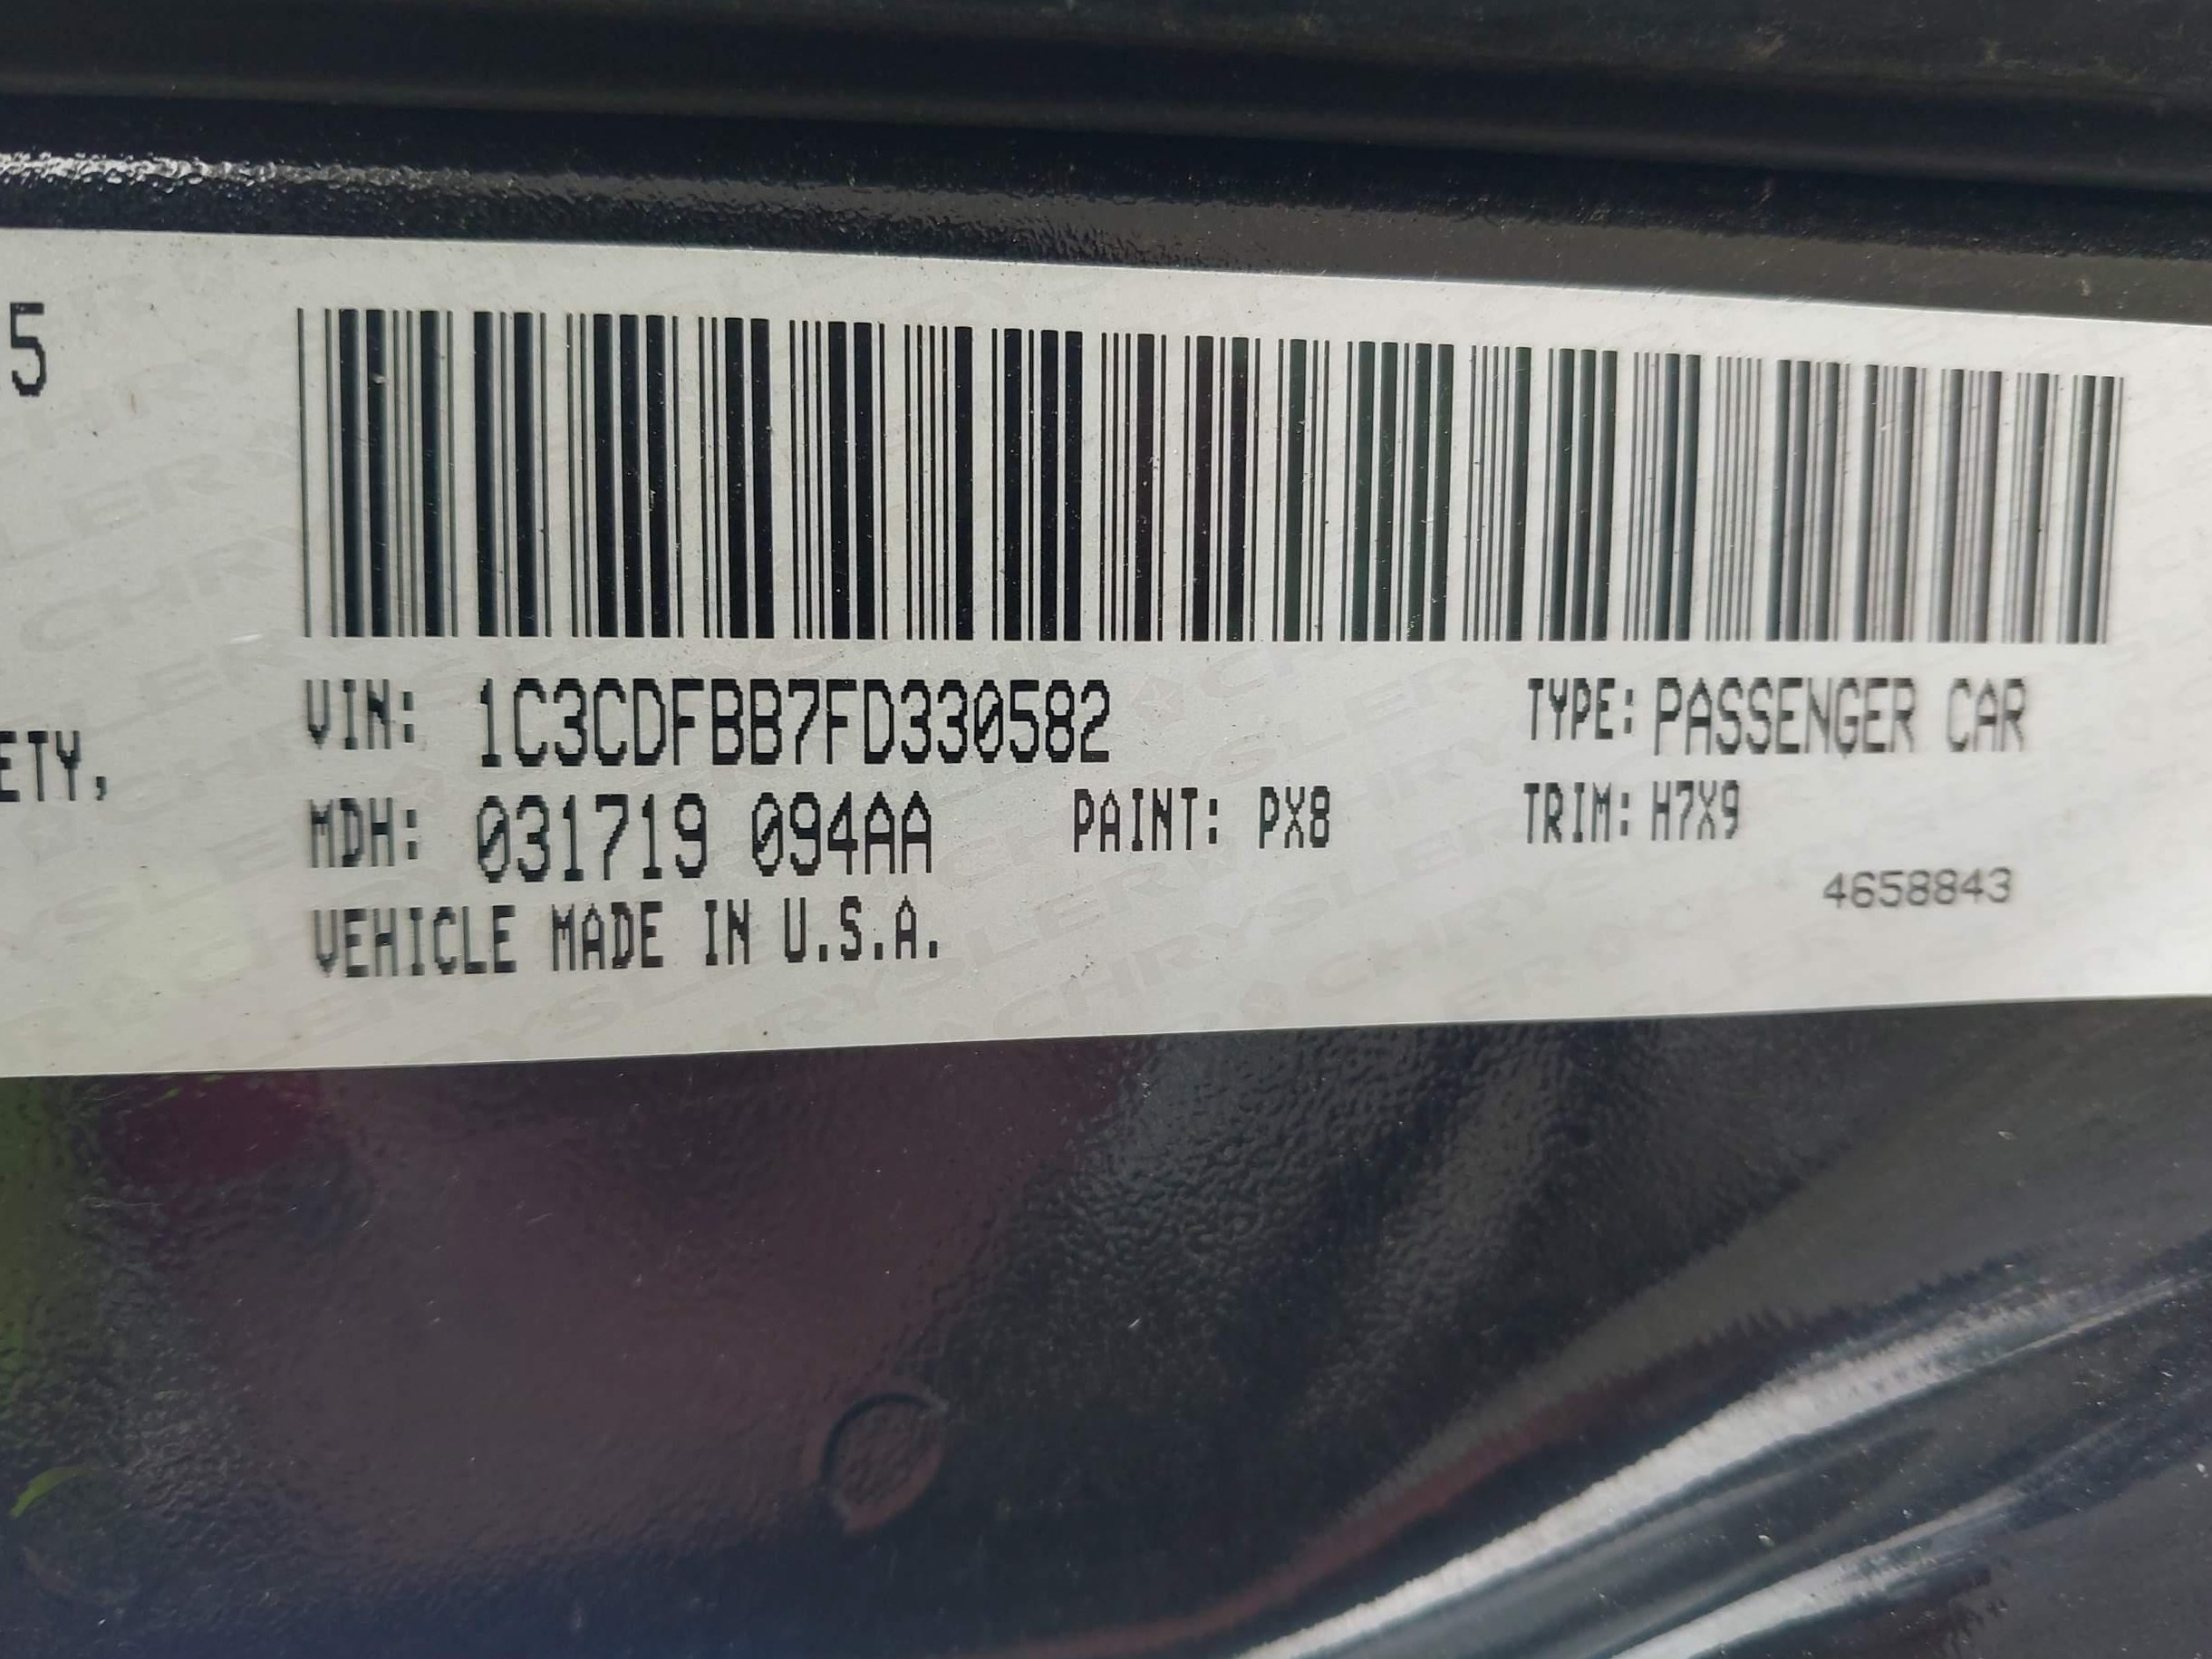 5
ETY,
VIN: 1C3CDFBB7FD330582 TYPE: PASSENGER CAR
MDH: 031719 094AA PAINT: PX8 TRIM: H7X9
4658843
VEHICLE MADE IN U.S.A.